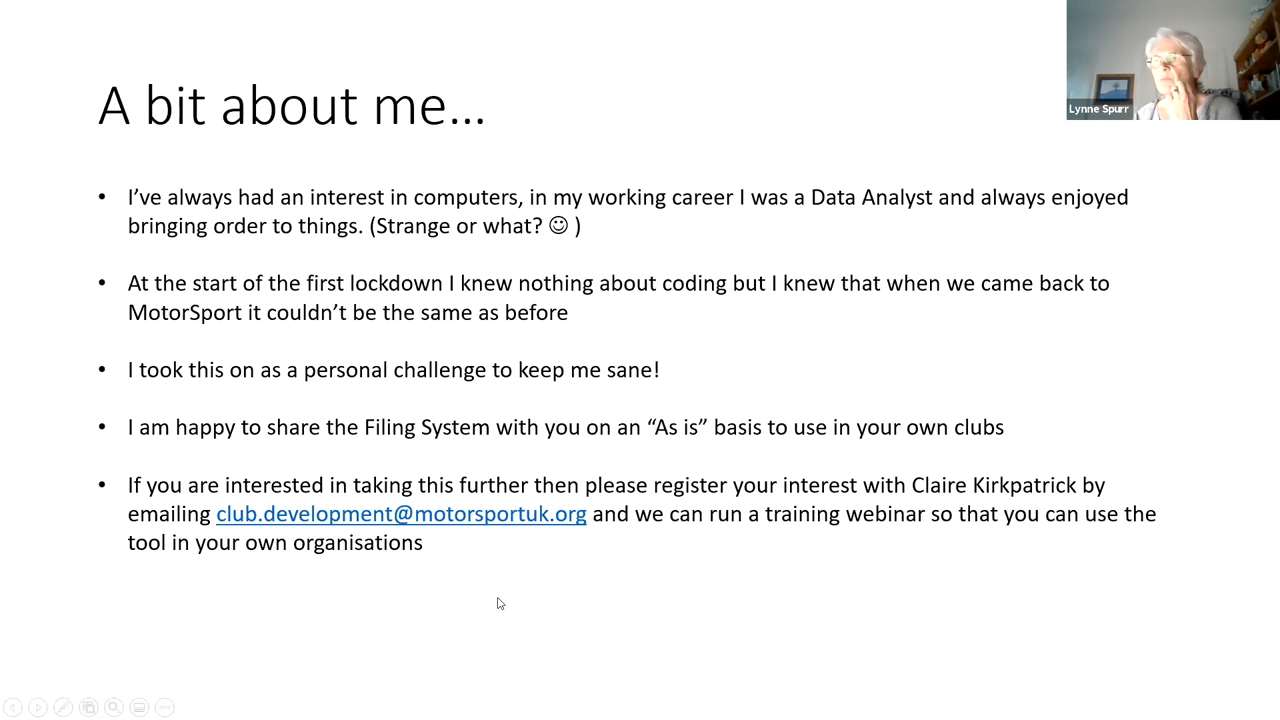 Lynne Spurr
A bit about me…
• I’ve always had an interest in computers, in my working career I was a Data Analyst and always enjoyed
bringing order to things. (Strange or what? ☺ )
• At the start of the first lockdown I knew nothing about coding but I knew that when we came back to
MotorSport it couldn’t be the same as before
• I took this on as a personal challenge to keep me sane!
• I am happy to share the Filing System with you on an “As is” basis to use in your own clubs
• If you are interested in taking this further then please register your interest with Claire Kirkpatrick by
emailing club.development@motorsportuk.org and we can run a training webinar so that you can use the
tool in your own organisations